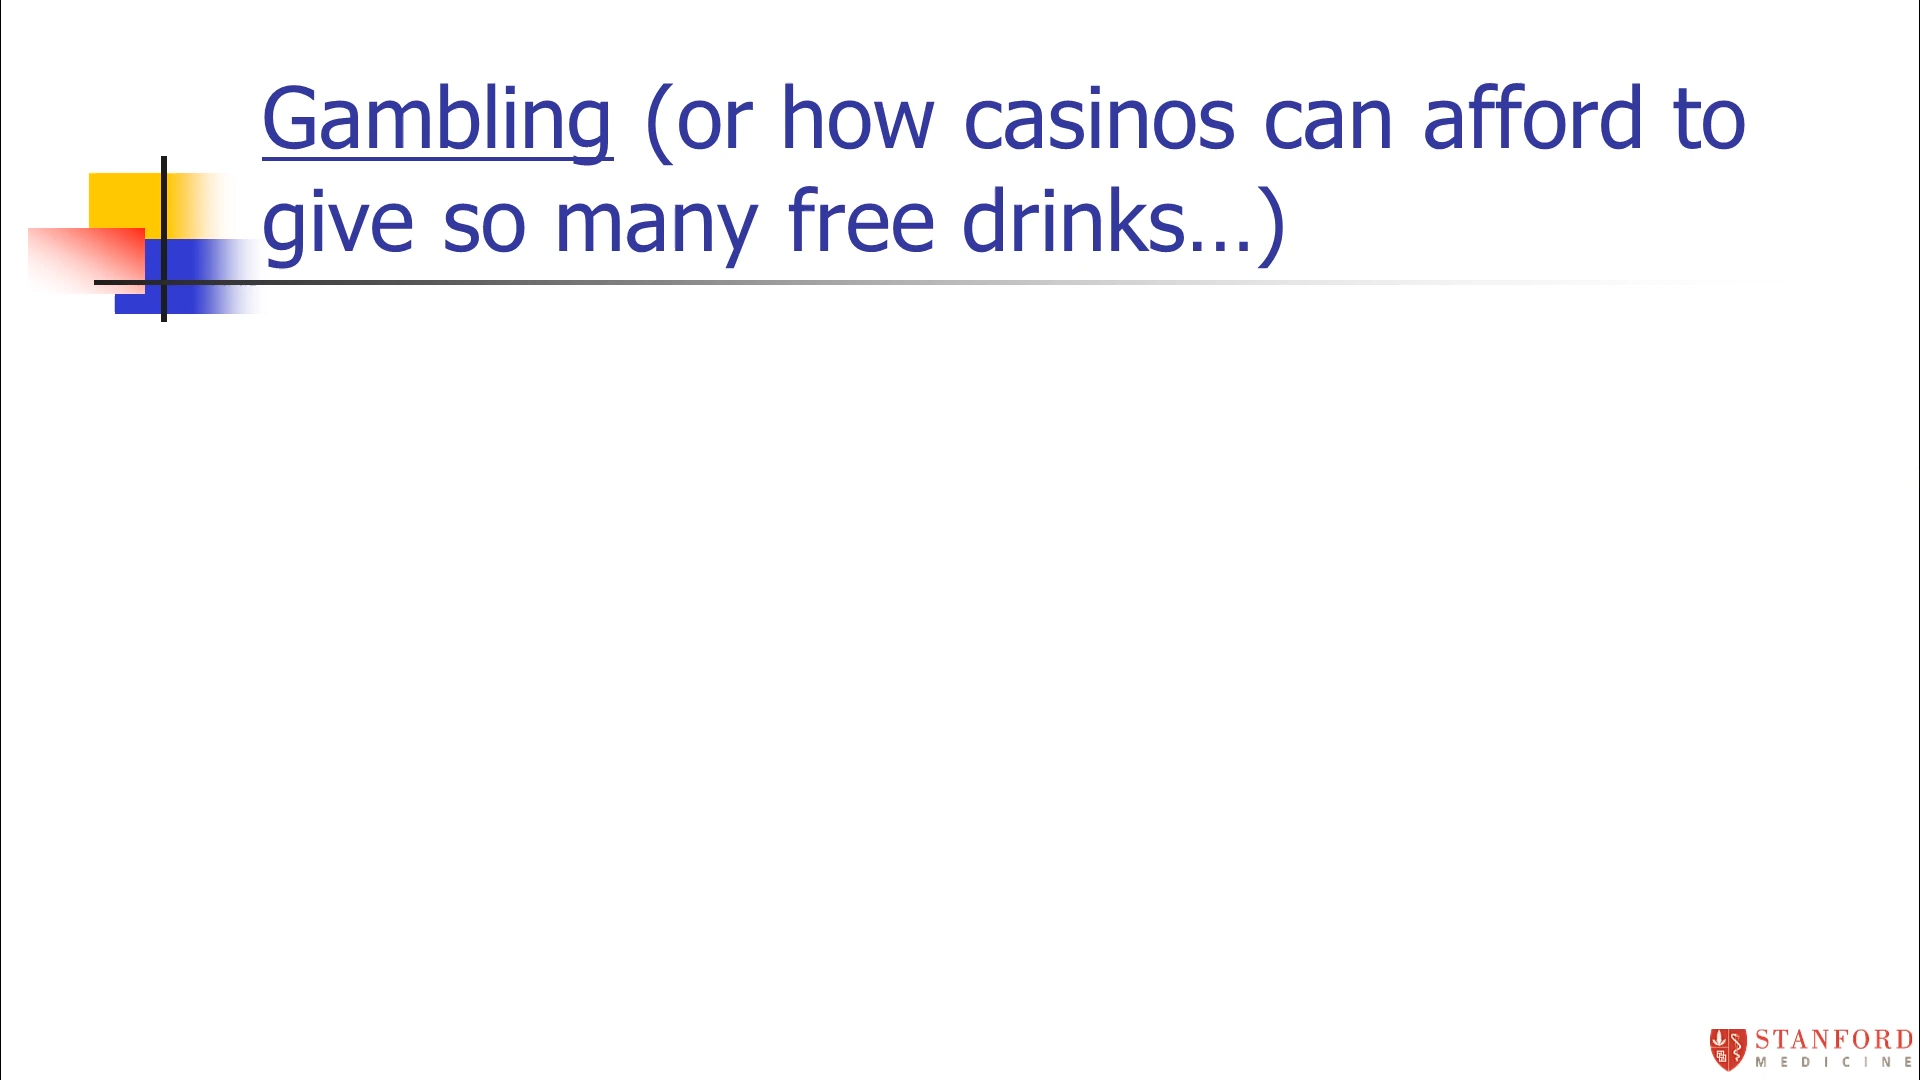 Gambling (or how casinos can afford to
give so many free drinks…)
STANFORD
MEDICINE